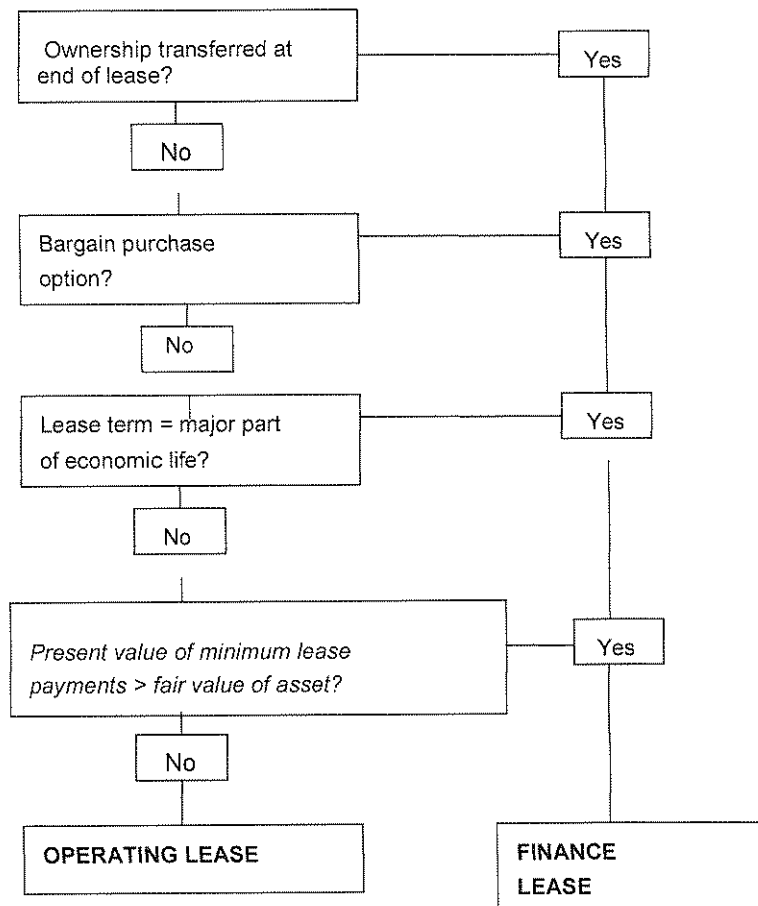 Ownership transferred at
end of lease?
Yes
No
Bargain purchase
option?
Yes
No
Lease term = major part
of economic life?
Yes
No
Present value of minimum lease
payments > fair value of asset?
Yes
No
OPERATING LEASE
FINANCE
LEASE